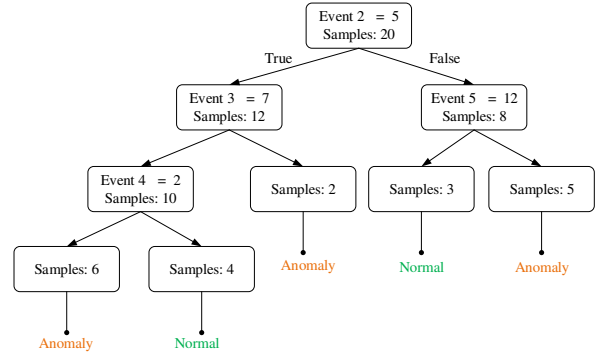 Event 2 = 5
Samples: 20
True
False
Event 3 = 7
Samples: 12
Event 5 = 12
Samples: 8
Event 4 = 2
Samples: 10
Samples: 2
Samples: 3
Samples: 5
Samples: 6
Samples: 4
Anomaly
Normal
Anomaly
Anomaly
Normal